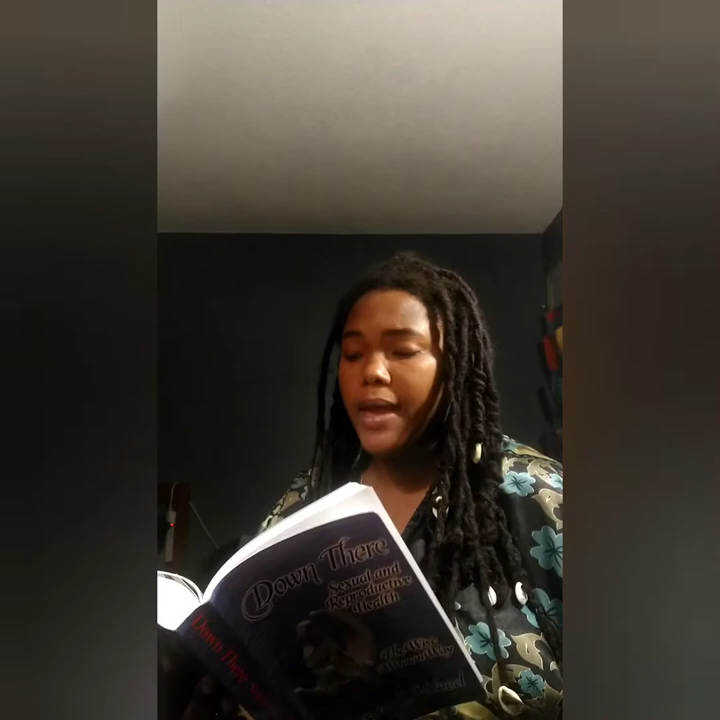 Down There
Sexual and
Reproductive
Health
The Wise
Woman Way
Down There